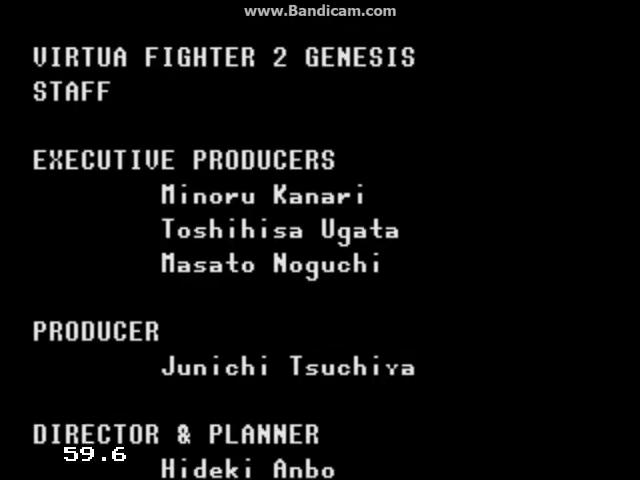 www.Bandicam.com
VIRTUA FIGHTER 2 GENESIS
STAFF
EXECUTIVE PRODUCERS
Minoru Kanari
Toshihisa Ugata
Masato Noguchi
PRODUCER
Junichi Tsuchiya
DIRECTOR & PLANNER
59.6
Hideki Anbo